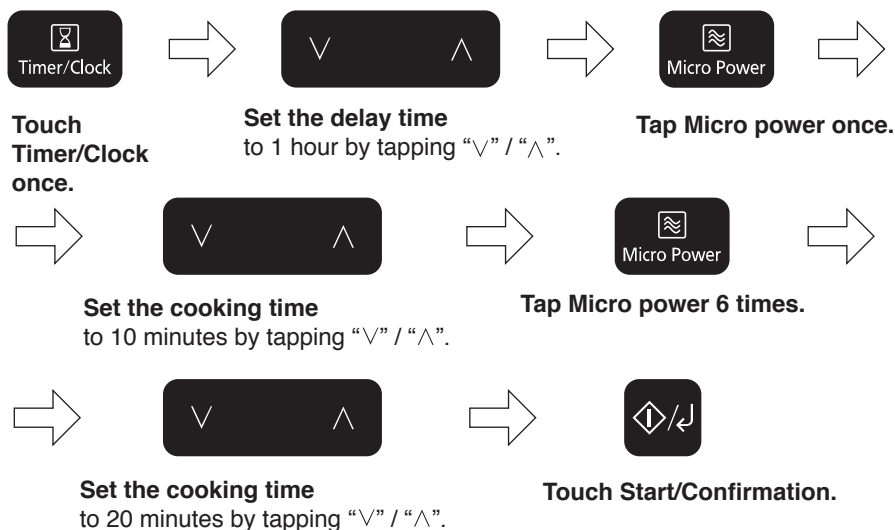 Timer/Clock
∨ ∧
Micro Power
Touch
Timer/Clock
once.
Set the delay time
to 1 hour by tapping “∨” / “∧”.
Tap Micro power once.
∨ ∧
Micro Power
Set the cooking time
to 10 minutes by tapping “∨” / “∧”.
Tap Micro power 6 times.
∨ ∧
Set the cooking time
to 20 minutes by tapping “∨” / “∧”.
Touch Start/Confirmation.